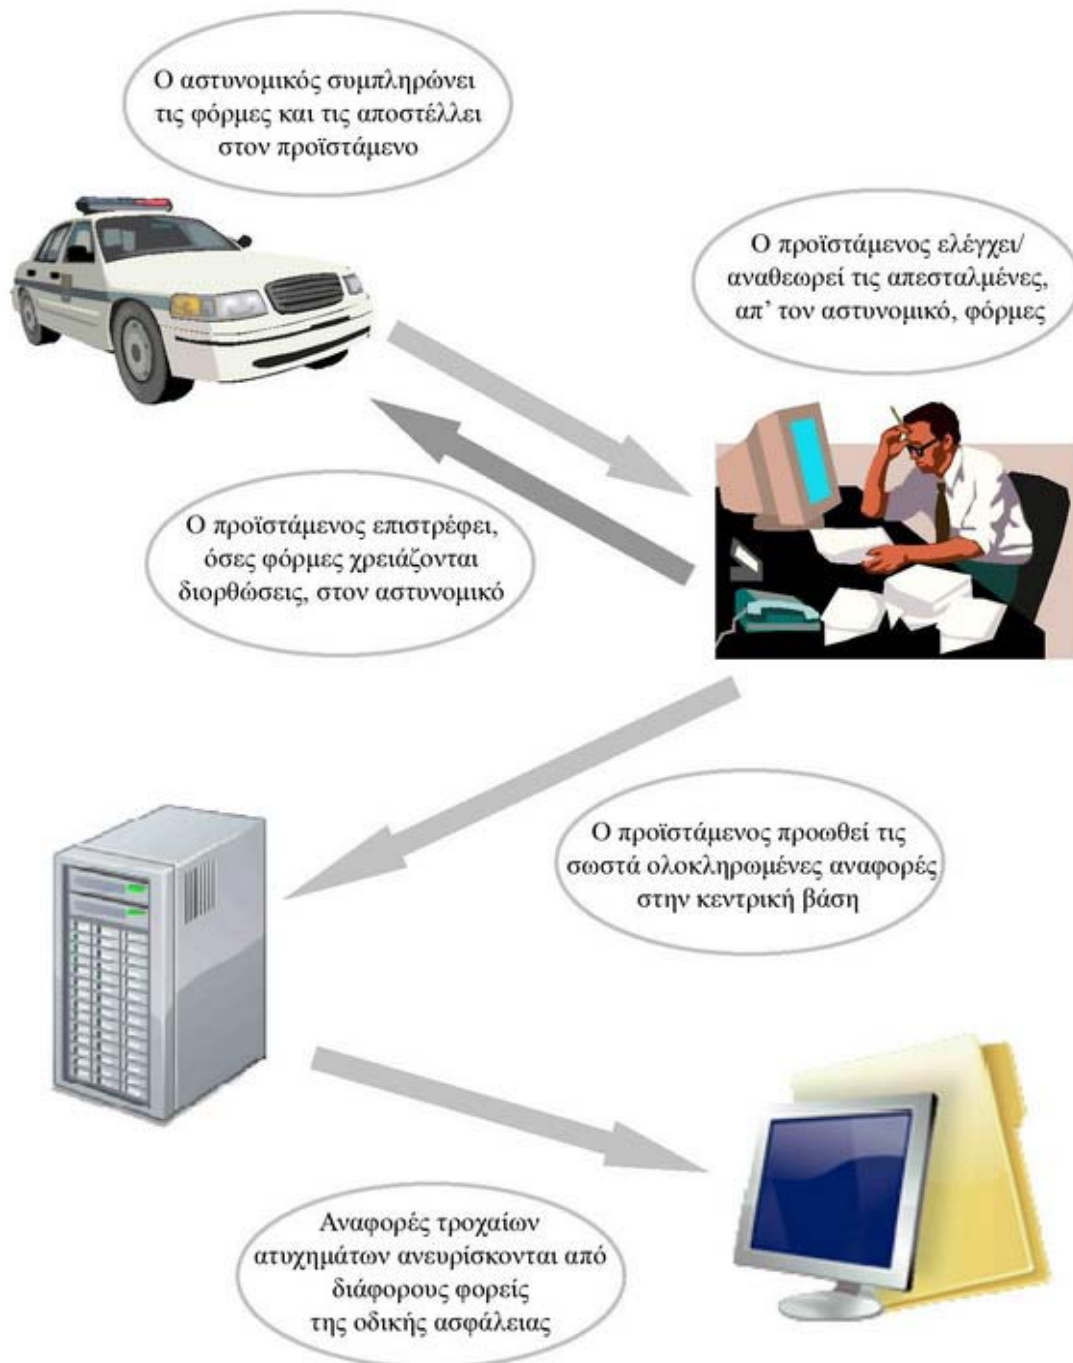 Ο αστυνομικός συμπληρώνει
τις φόρμες και τις αποστέλλει
στον προϊστάμενο
Ο προϊστάμενος ελέγχει/
αναθεωρεί τις απεσταλμένες,
απ’ τον αστυνομικό, φόρμες
Ο προϊστάμενος επιστρέφει,
όσες φόρμες χρειάζονται
διορθώσεις, στον αστυνομικό
Ο προϊστάμενος προωθεί τις
σωστά ολοκληρωμένες αναφορές
στην κεντρική βάση
Αναφορές τροχαίων
ατυχημάτων ανευρίσκονται από
διάφορους φορείς
της οδικής ασφάλειας